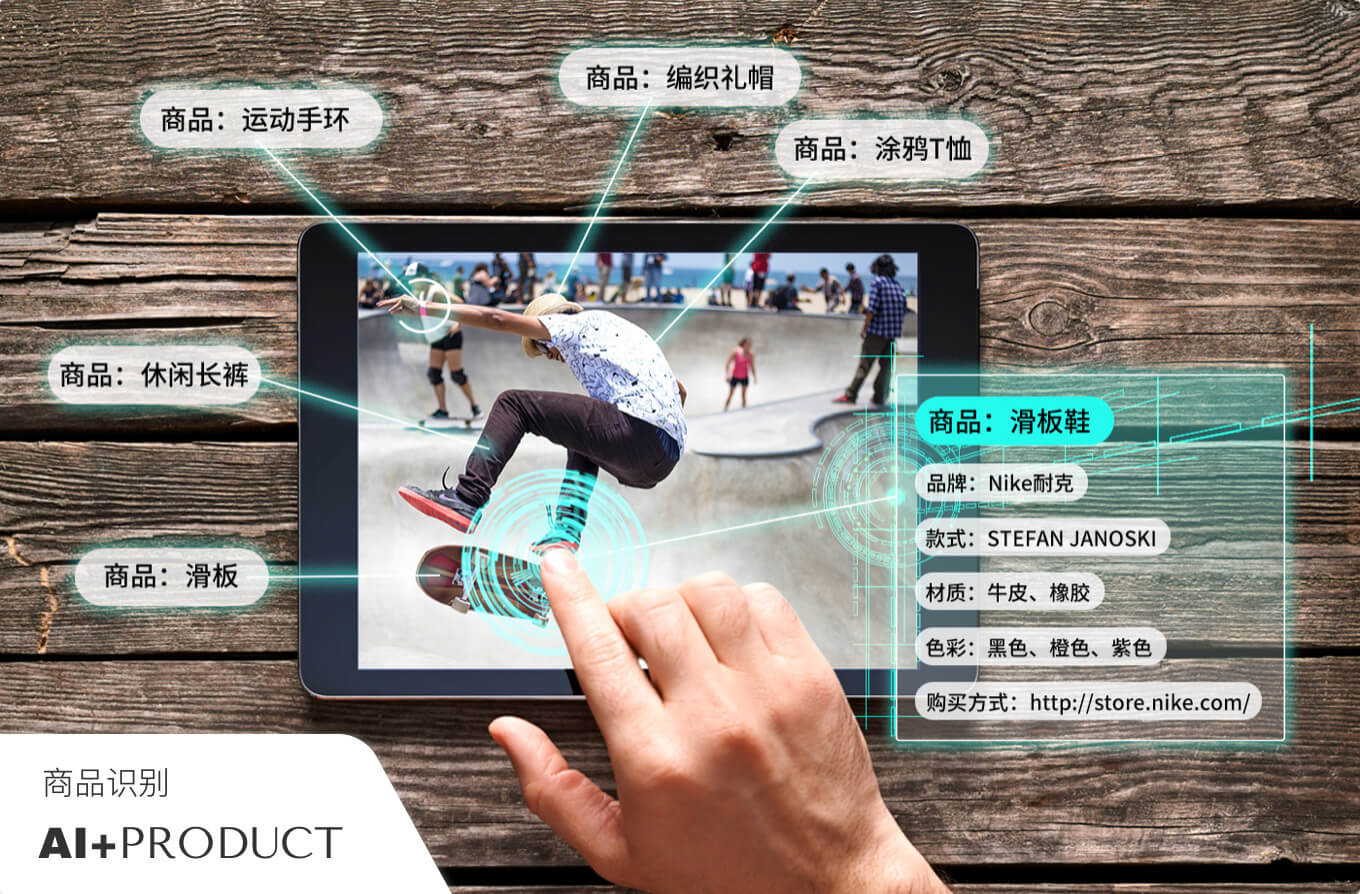 商品：编织礼帽
商品：运动手环
商品：涂鸦T恤
商品：休闲长裤
商品：滑板鞋
品牌：Nike耐克
款式：STEFAN JANOSKI
商品：滑板
材质：牛皮、橡胶
色彩：黑色、橙色、紫色
购买方式：http://store.nike.com/
商品识别
AI+PRODUCT